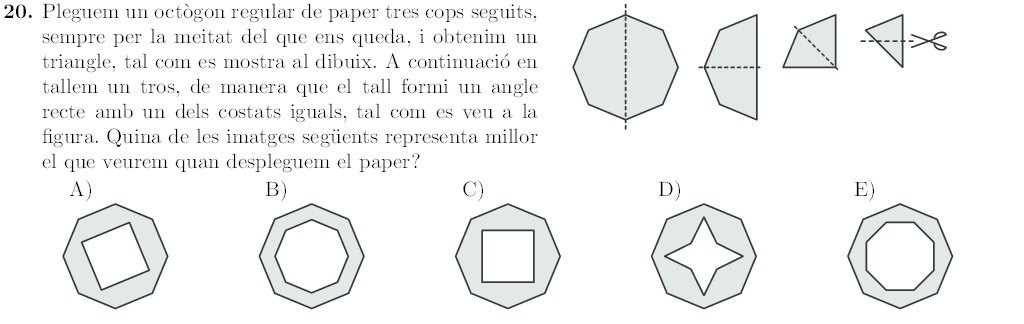 20. Pleguem un octògon regular de paper tres cops seguits,
sempre per la meitat del que ens queda, i obtenim un
triangle, tal com es mostra al dibuix. A continuació en
tallem un tros, de manera que el tall formi un angle
recte amb un dels costats iguals, tal com es veu a la
figura. Quina de les imatges següents representa millor
el que veurem quan despleguem el paper?
A) B) C) D) E)